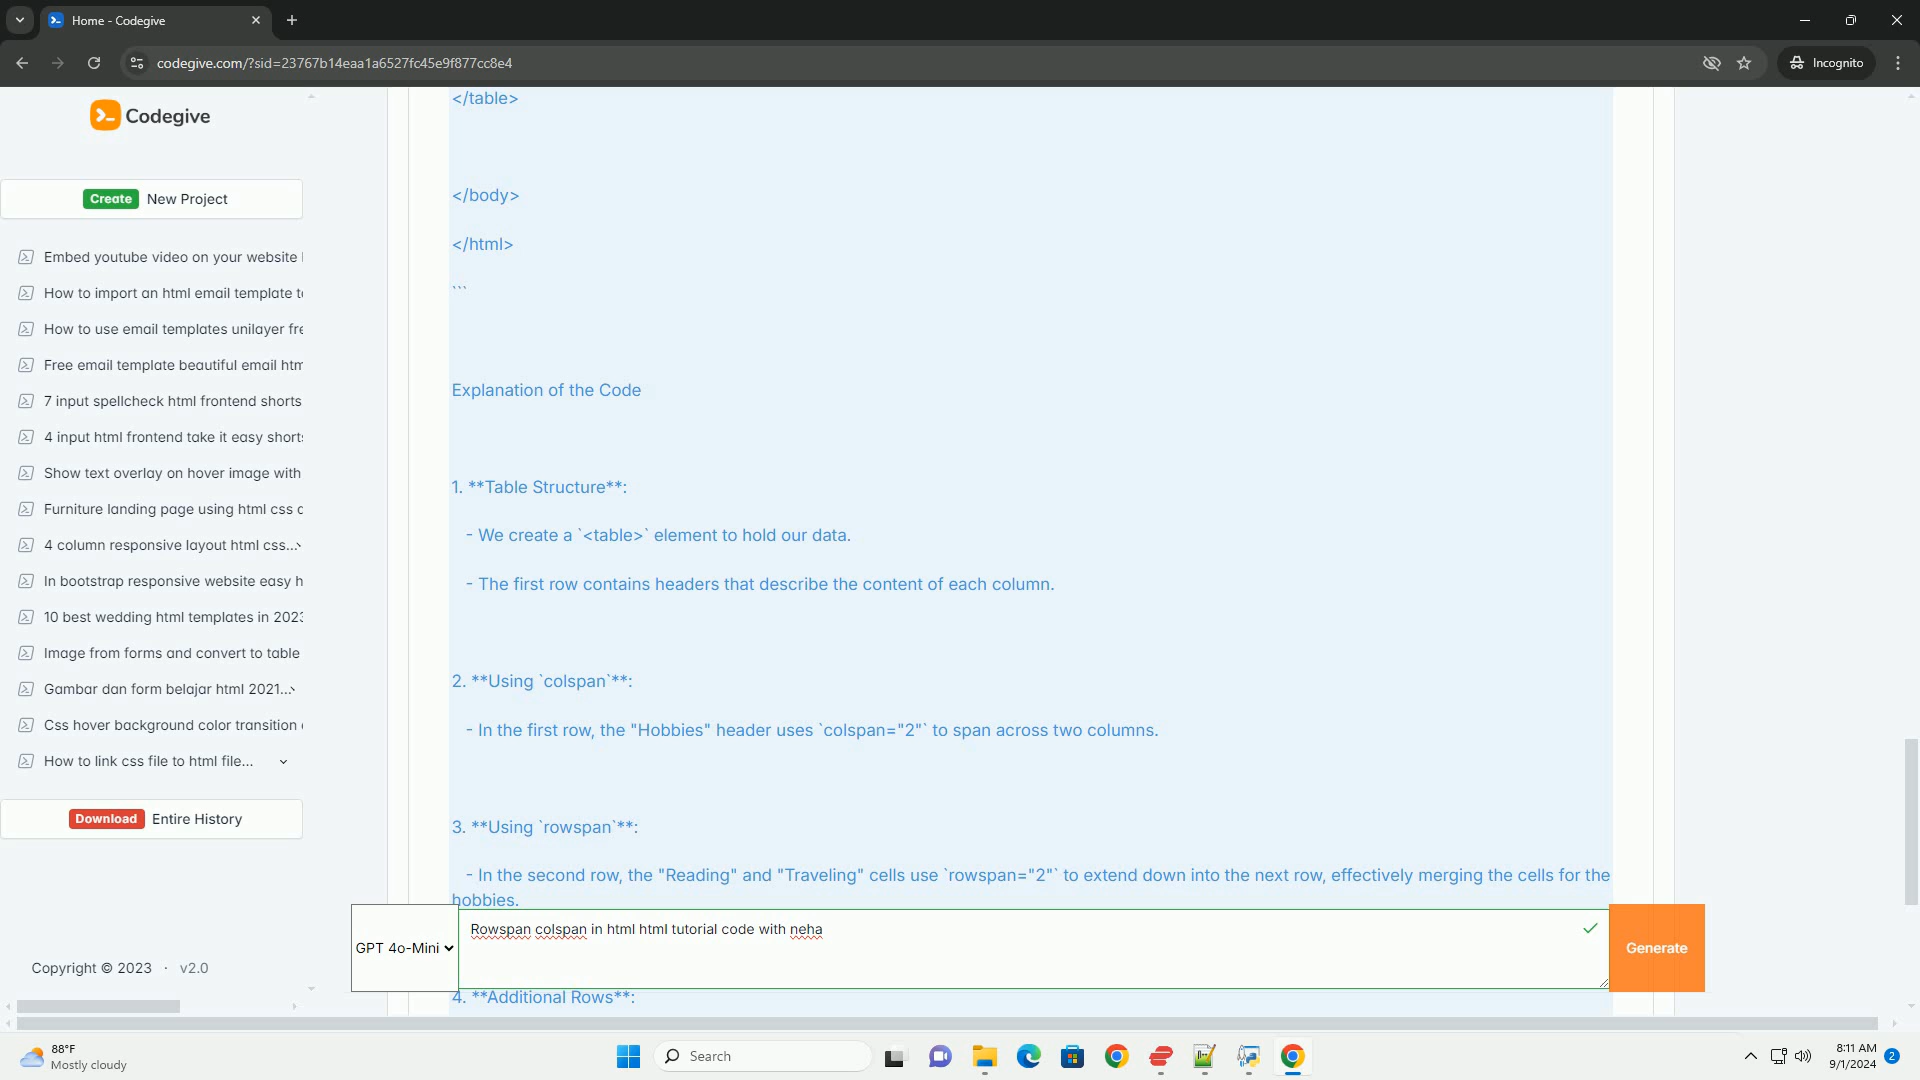 Home - Codegive
codegive.com/?sid=23767b14eaa1a6527fc45e9f877cc8e4
Incognito
Codegive
Create New Project
Embed youtube video on your website
How to import an html email template t
How to use email templates unilayer fre
Free email template beautiful email htm
7 input spellcheck html frontend shorts
4 input html frontend take it easy short
Show text overlay on hover image with
Furniture landing page using html css c
4 column responsive layout html css...
In bootstrap responsive website easy h
10 best wedding html templates in 2023
Image from forms and convert to table
Gambar dan form belajar html 2021...
Css hover background color transition
How to link css file to html file...
Download Entire History
Copyright © 2023 · v2.0
</table>
</body>
</html>
```
Explanation of the Code
1. **Table Structure**:
- We create a `<table>` element to hold our data.
- The first row contains headers that describe the content of each column.
2. **Using `colspan`**:
- In the first row, the "Hobbies" header uses `colspan="2"` to span across two columns.
3. **Using `rowspan`**:
- In the second row, the "Reading" and "Traveling" cells use `rowspan="2"` to extend down into the next row, effectively merging the cells for the
hobbies.
GPT 4o-Mini
Rowspan colspan in html html tutorial code with neha
Generate
4. **Additional Rows**:
88°F
Mostly cloudy
Search
8:11 AM
9/1/2024
2